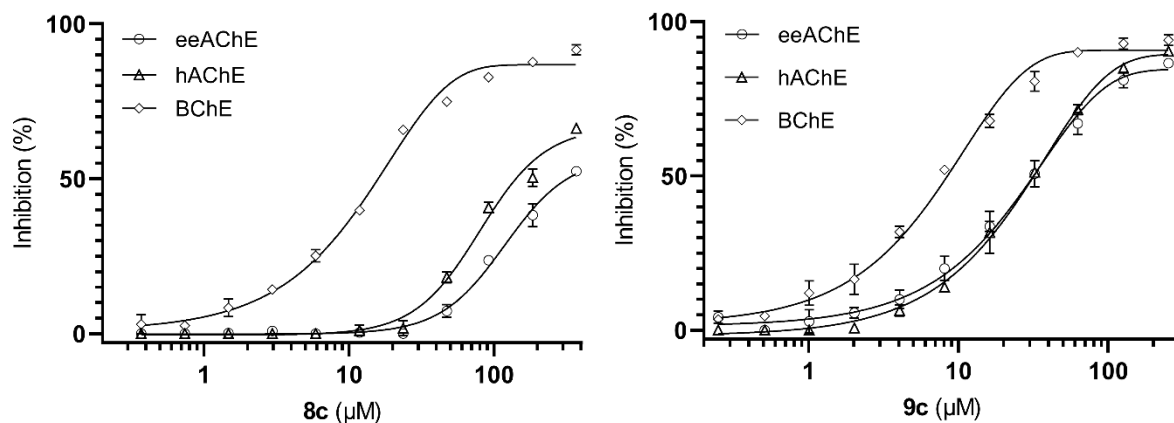 100
50
0
Inhibition (%)
eeAChE
hAChE
BChE
1
10
100
8c (µM)
100
50
0
Inhibition (%)
eeAChE
hAChE
BChE
1
10
100
9c (µM)